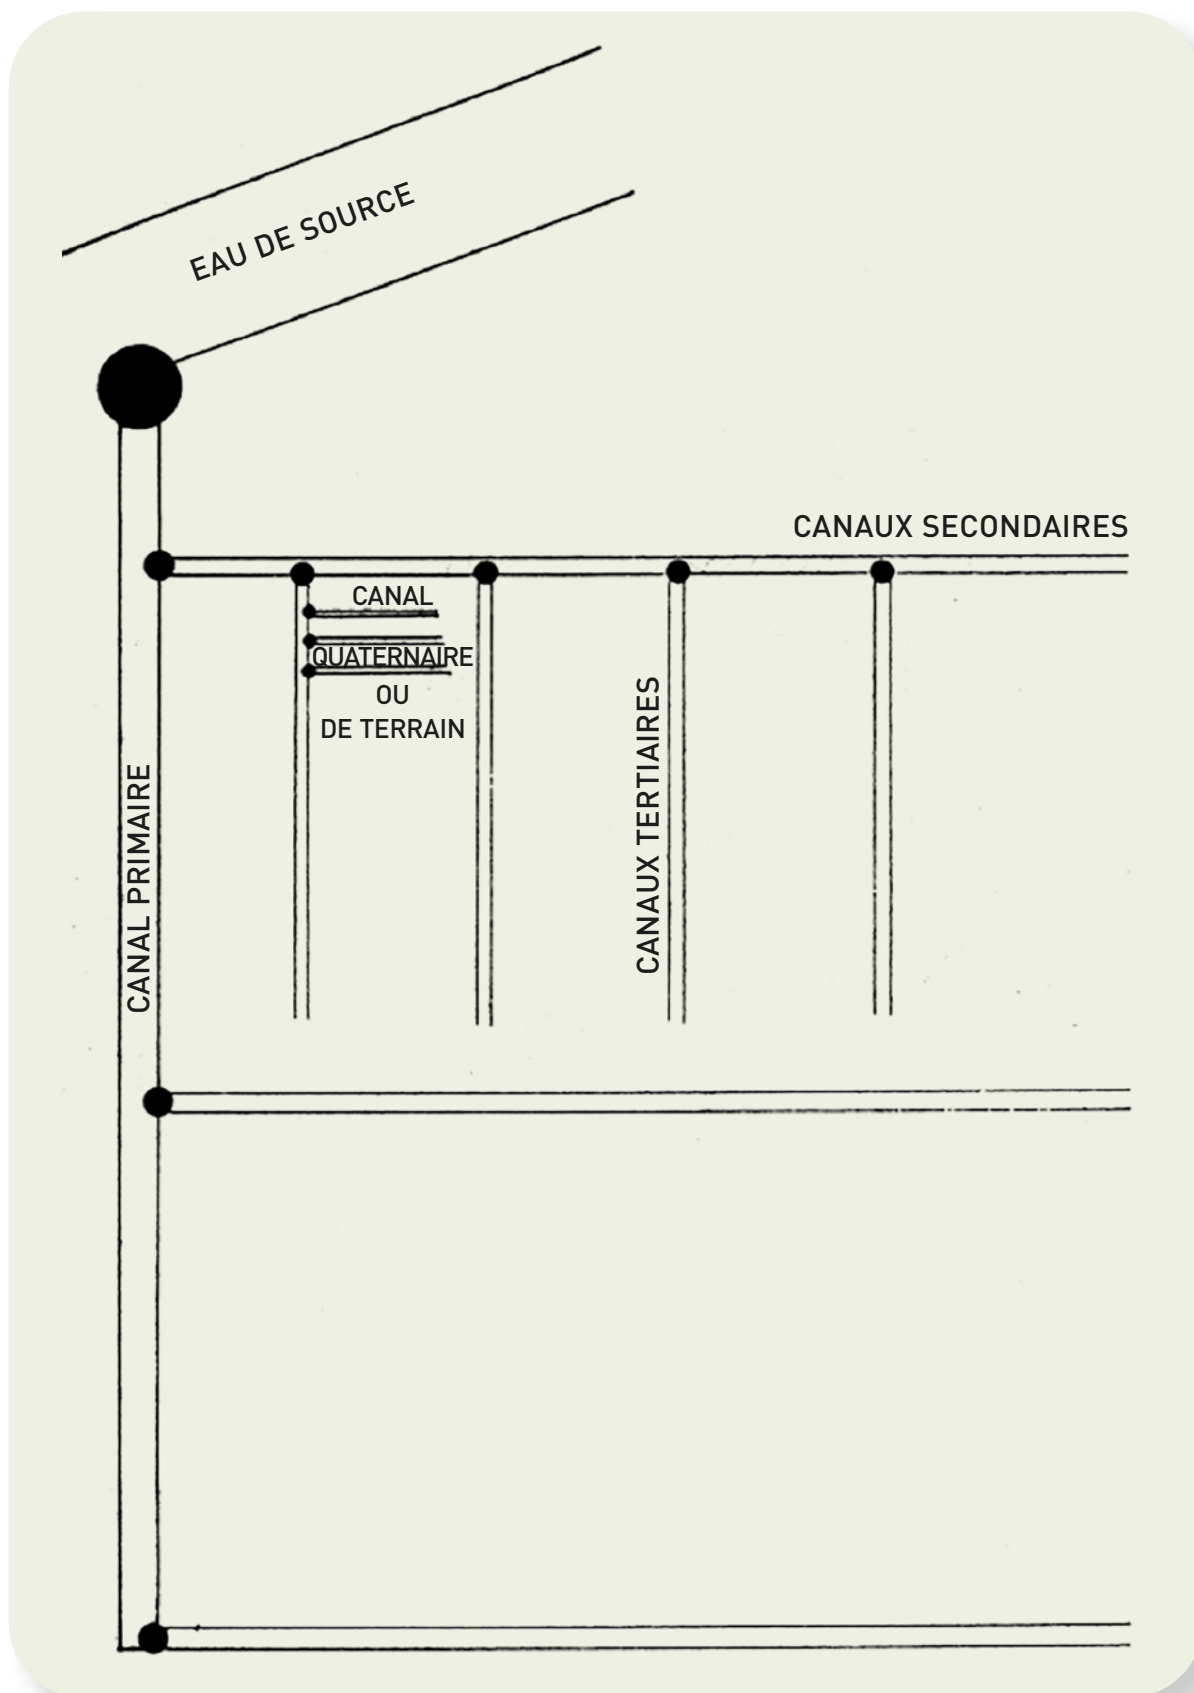 EAU DE SOURCE
CANAUX SECONDAIRES
CANAL
QUATERNAIRE
OU
DE TERRAIN
CANAUX TERTIAIRES
CANAL PRIMAIRE